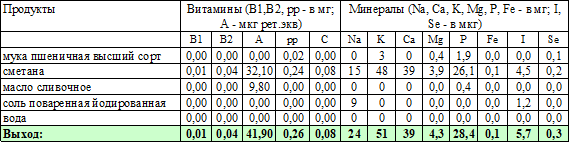 Продукты Витамины (B1,B2, pp - в мг; Минералы (Na, Ca, K, Mg, P, Fe - в мг; I,
А - мкг рет.экв) Se - в мкг)
B1 B2 A pp C Na K Ca Mg P Fe I Se
мука пшеничная высший сорт 0,00 0,00 0,00 0,02 0,00 0 3 0 0,4 1,9 0,0 0,0 0,1
сметана 0,01 0,04 32,10 0,24 0,08 15 48 39 3,9 26,1 0,1 4,5 0,2
масло сливочное 0,00 0,00 9,80 0,00 0,00 0 0 0 0,0 0,4 0,0 0,0 0,0
соль поваренная йодированная 0,00 0,00 0,00 0,00 0,00 9 0 0 0,0 0,0 0,0 1,2 0,0
вода 0,00 0,00 0,00 0,00 0,00 0 0 0 0,0 0,0 0,0 0,0 0,0
Выход: 0,01 0,04 41,90 0,26 0,08 24 51 39 4,3 28,4 0,1 5,7 0,3